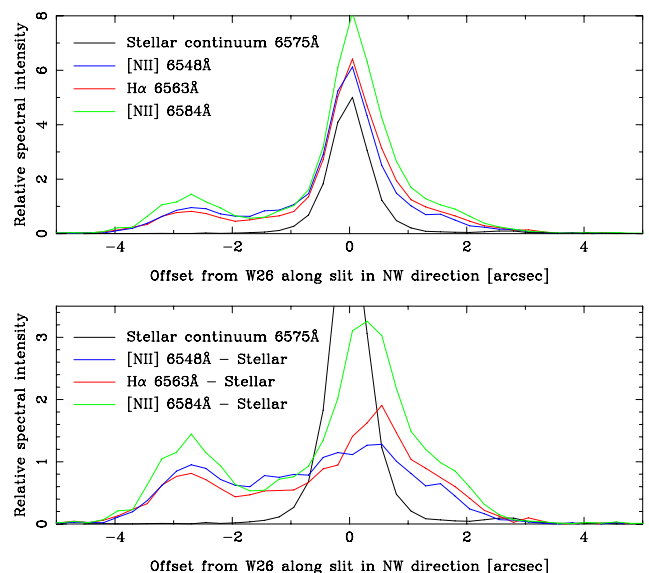 8
6
4
2
0
Relative spectral intensity
Stellar continuum 6575Å
[NII] 6548Å
Hα 6563Å
[NII] 6584Å
−4
−2
0
2
4
Offset from W26 along slit in NW direction [arcsec]
3
2
1
0
Relative spectral intensity
Stellar continuum 6575Å
[NII] 6548Å − Stellar
Hα 6563Å − Stellar
[NII] 6584Å − Stellar
−4
−2
0
2
4
Offset from W26 along slit in NW direction [arcsec]